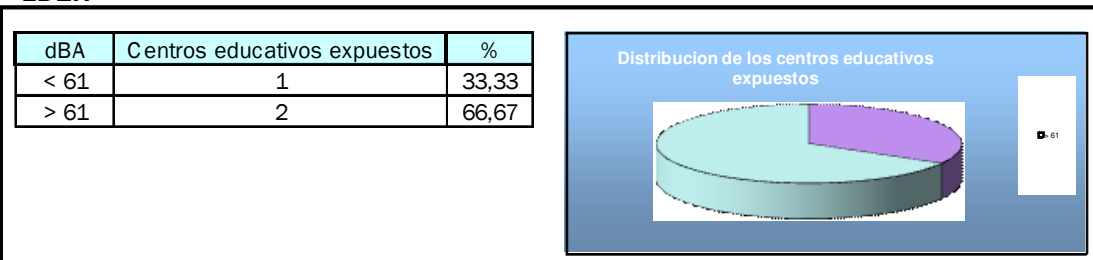 dBA Centros educativos expuestos %
< 61 1 33,33
> 61 2 66,67
Distribucion de los centros educativos
expuestos
> 61